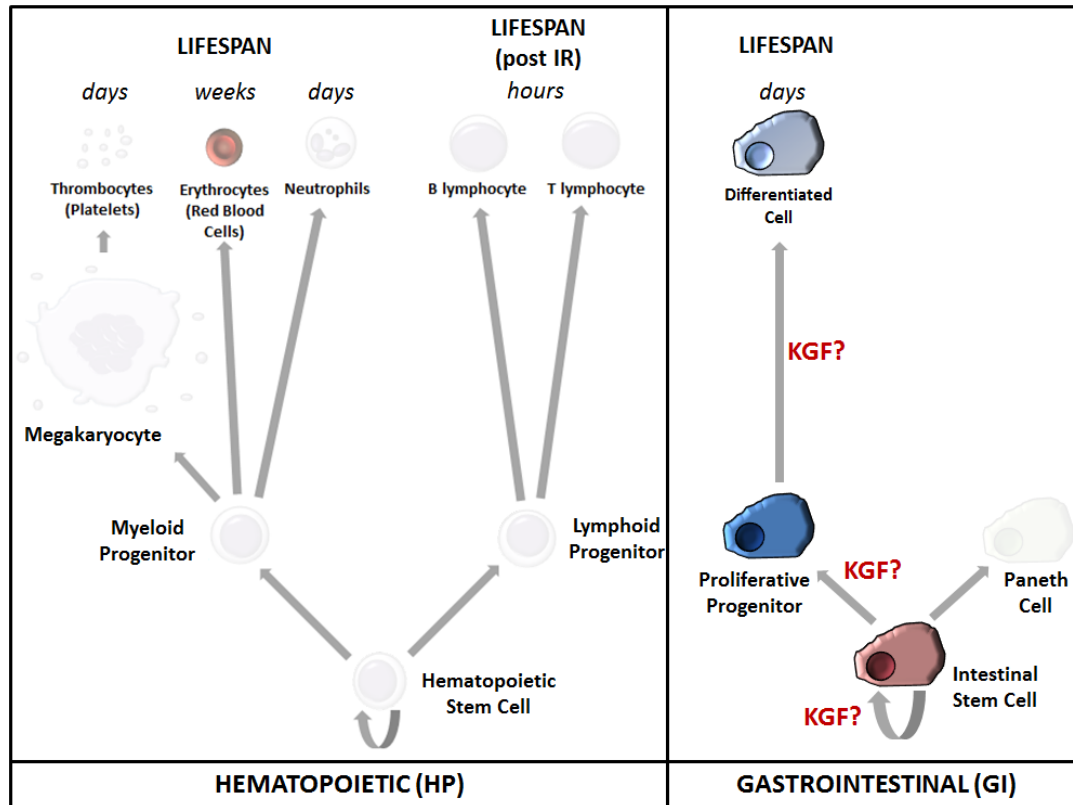 LIFESPAN
days
weeks
days
Thrombocytes
(Platelets)
Erythrocytes
(Red Blood
Cells)
Neutrophils
LIFESPAN
(post IR)
hours
B lymphocyte
T lymphocyte
Megakaryocyte
Myeloid
Progenitor
Lymphoid
Progenitor
Hematopoietic
Stem Cell
HEMATOPOIETIC (HP)
LIFESPAN
days
Differentiated
Cell
KGF?
Proliferative
Progenitor
KGF?
Paneth
Cell
Intestinal
Stem Cell
KGF?
GASTROINTESTINAL (GI)